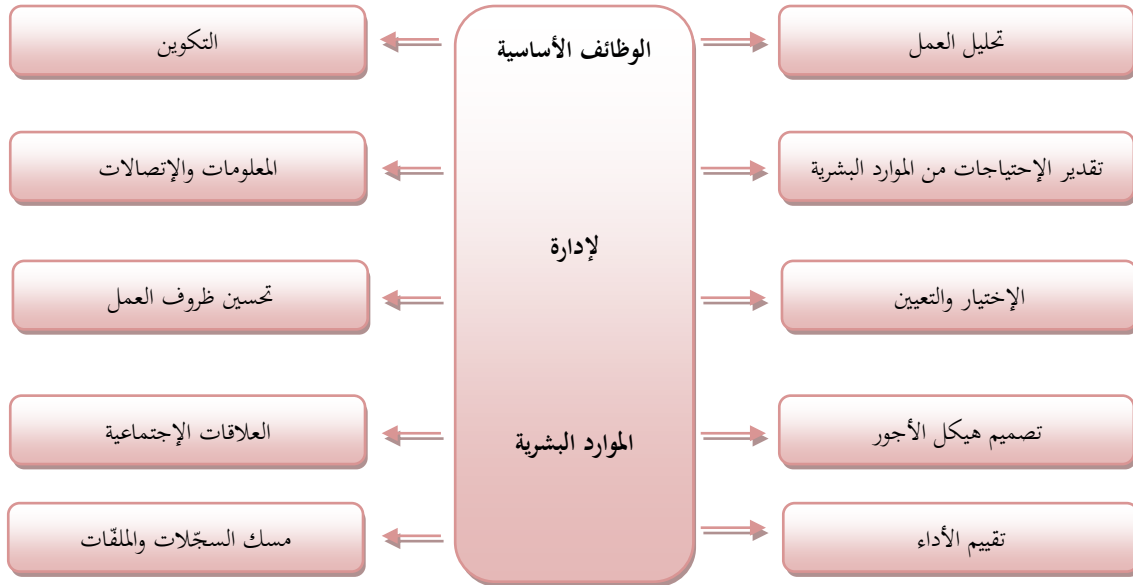 الوظائف الأساسية
لإدارة
الموارد البشرية
تحليل العمل
تقدير الإحتياجات من الموارد البشرية
الإختيار والتعيين
تصميم هيكل الأجور
تقييم الأداء
التكوين
المعلومات والإتصالات
تحسين ظروف العمل
العلاقات الإجتماعية
مسك السجّلات والملفّات